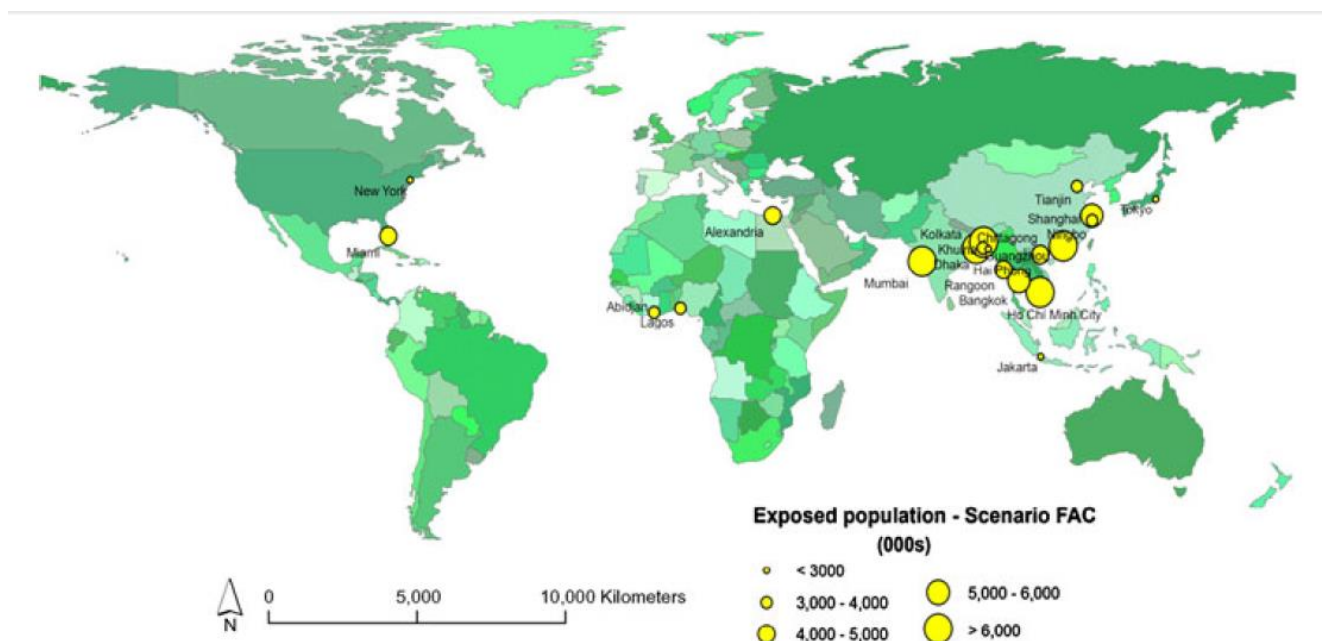 New York
Miami
Alexandria
Abidjan
Lagos
Tianjin
Tokyo
Shanghai
Ningbo
Kolkata
Chittagong
Khulna
Guangzhou
Dhaka
Hai Phong
Mumbai
Rangoon
Bangkok
Ho Chi Minh City
Jakarta
Exposed population - Scenario FAC
(000s)
< 3000
3,000 - 4,000
4,000 - 5,000
5,000 - 6,000
> 6,000
0 5,000 10,000 Kilometers
N